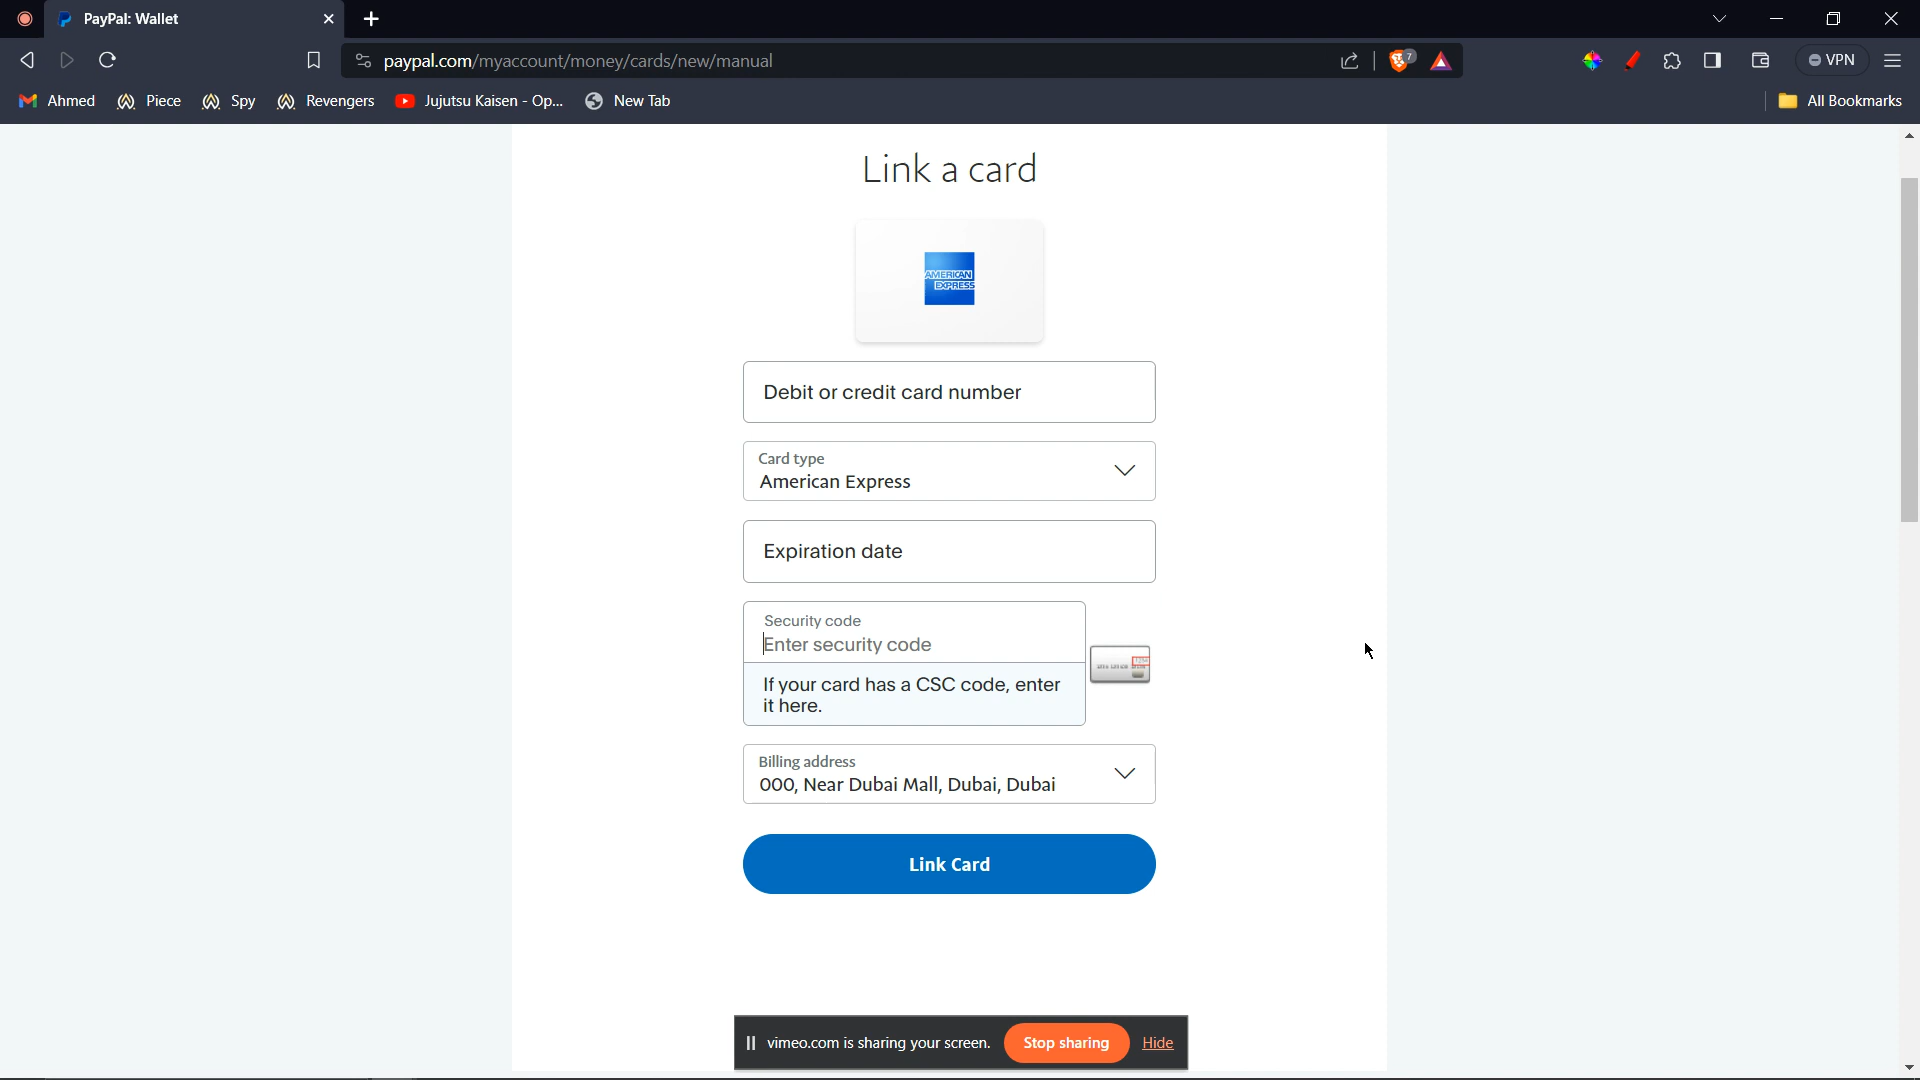 PayPal: Wallet
paypal.com/myaccount/money/cards/new/manual
7
VPN
Ahmed
Piece
Spy
Revengers
Jujutsu Kaisen - Op...
New Tab
All Bookmarks
Link a card
AMERICAN
EXPRESS
Debit or credit card number
Card type
American Express
Expiration date
Security code
Enter security code
If your card has a CSC code, enter
it here.
Billing address
000, Near Dubai Mall, Dubai, Dubai
Link Card
vimeo.com is sharing your screen.
Stop sharing
Hide